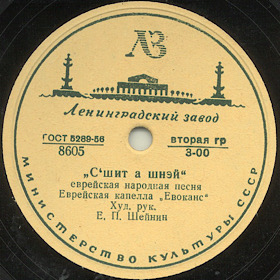 ЛЗ
Ленинградский завод
ГОСТ 5289-56 вторая гр
8605 3-00
„С‘шит а шнэй“
еврейская народная песня
Еврейская капелла „Евоканс“
Худ. рук.
Е. П. Шейнин
МИНИСТЕРСТВО КУЛЬТУРЫ СССР